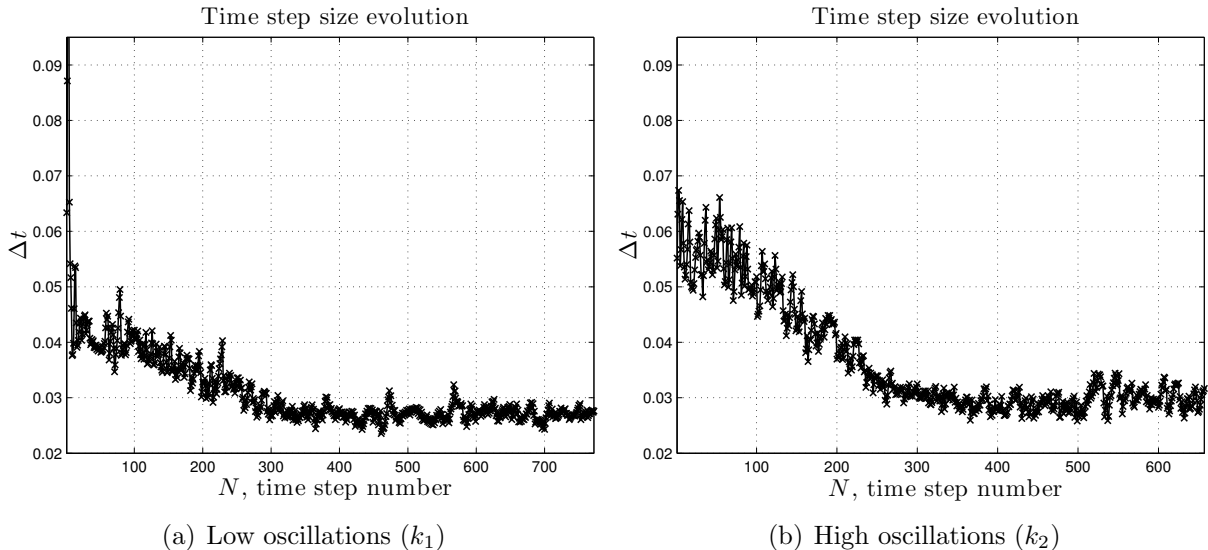 Time step size evolution
0.09
0.08
0.07
0.06
0.05
0.04
0.03
0.02
Δt
100 200 300 400 500 600 700
N, time step number
(a) Low oscillations (k₁)
Time step size evolution
0.09
0.08
0.07
0.06
0.05
0.04
0.03
0.02
Δt
100 200 300 400 500 600
N, time step number
(b) High oscillations (k₂)